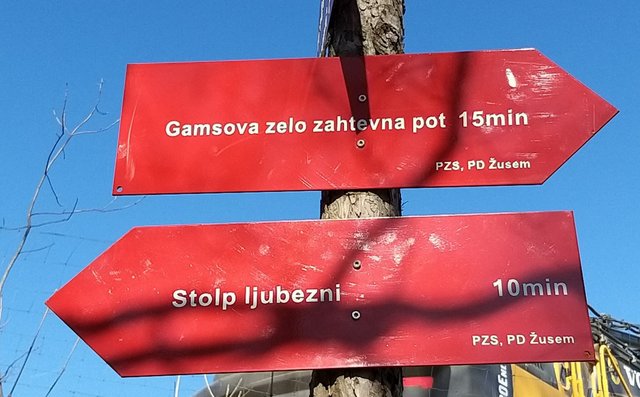 Gamsova zelo zahtevna pot 15min
PZS, PD Žusem
Stolp ljubezni 10min
PZS, PD Žusem